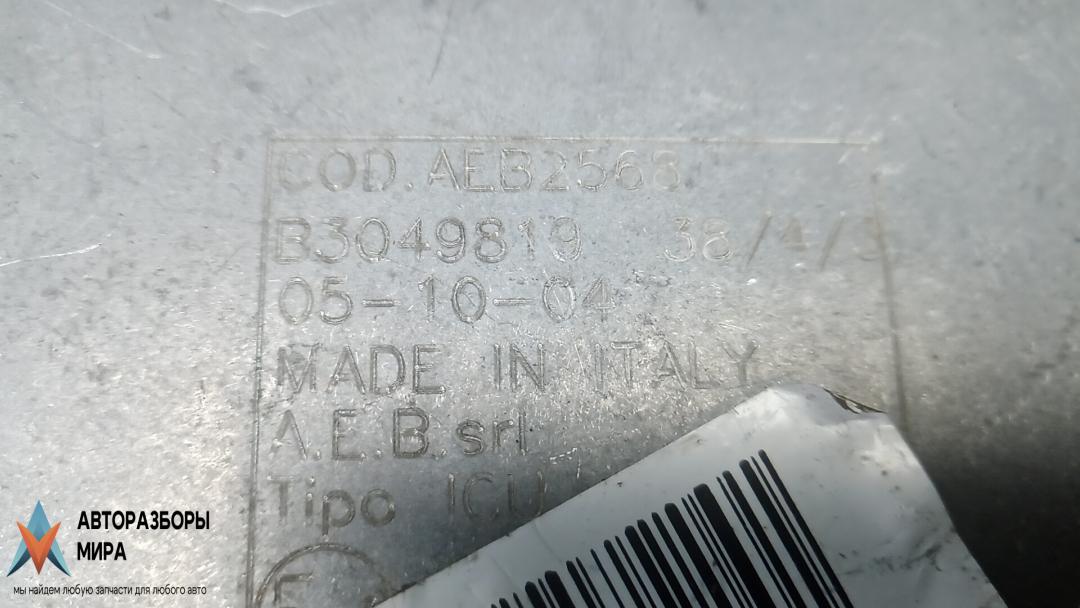 COD. AEB2568
B3049819 38/4/3
05-10-04
MADE IN ITALY
A.E.B. srl
Tipo ICU
E
АВТОРАЗБОРЫ
МИРА
мы найдем любую запчасти для любого авто